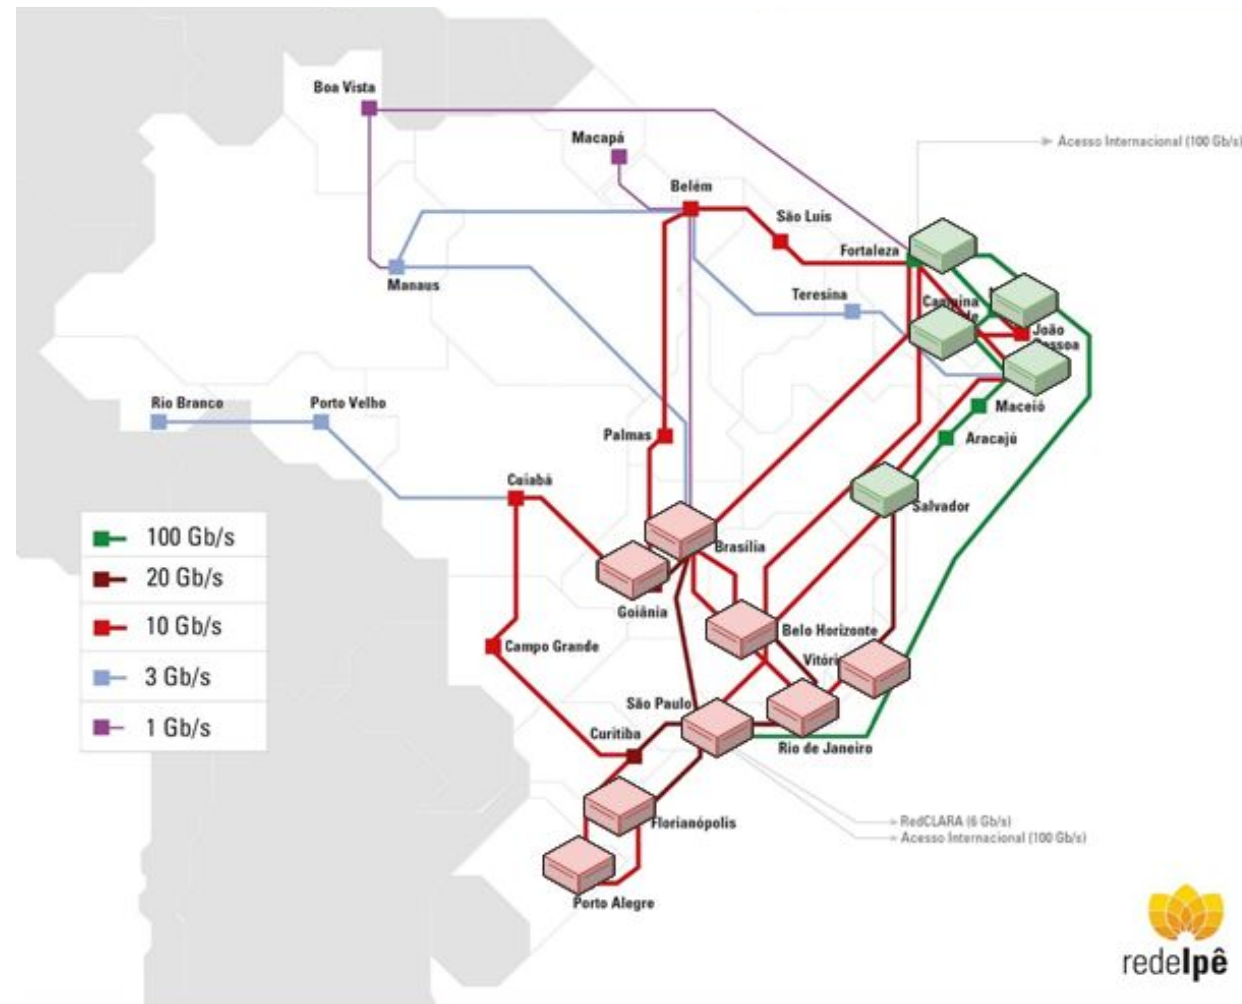 Boa Vista
Macapá
Acesso Internacional (100 Gb/s)
Belém
São Luís
Fortaleza
Manaus
Teresina
Campina
João
Rio Branco
Porto Velho
Maceió
Palmas
Aracajú
Cuiabá
Salvador
100 Gb/s
Brasília
20 Gb/s
Goiânia
10 Gb/s
Belo Horizonte
Campo Grande
3 Gb/s
São Paulo
1 Gb/s
Curitiba
Rio de Janeiro
RedCLARA (6 Gb/s)
Florianópolis
Acesso Internacional (100 Gb/s)
Porto Alegre
redeIpê